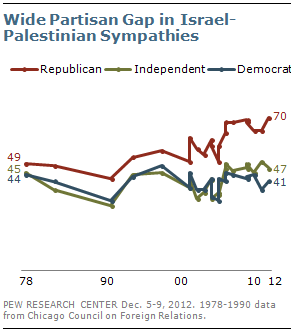 Wide Partisan Gap in Israel-
Palestinian Sympathies
Republican Independent Democrat
70
49
45
44
47
41
78 90 00 10 12
PEW RESEARCH CENTER Dec. 5-9, 2012. 1978-1990 data
from Chicago Council on Foreign Relations.